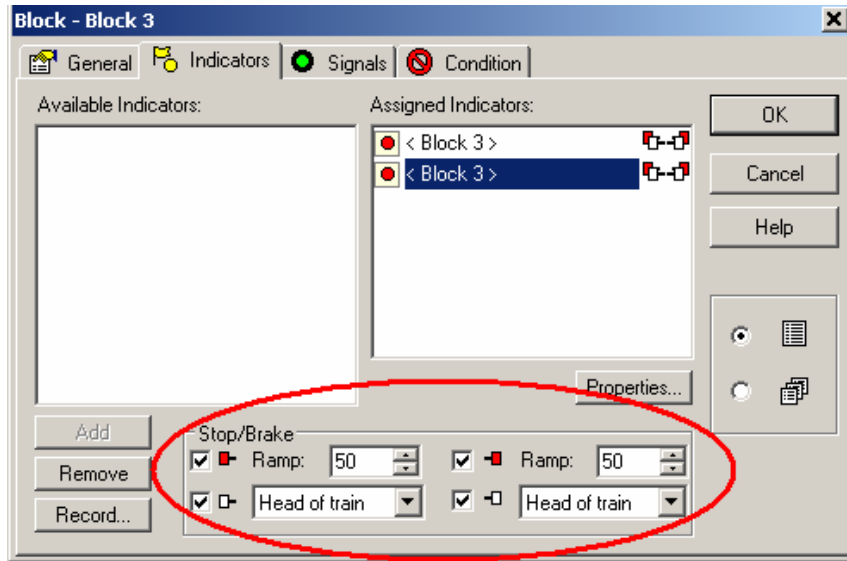 Block - Block 3
General Indicators Signals Condition
Available Indicators:
Assigned Indicators:
< Block 3 >
< Block 3 >
OK
Cancel
Help
Properties...
Add
Remove
Record...
Stop/Brake
Ramp: 50 Ramp: 50
Head of train Head of train